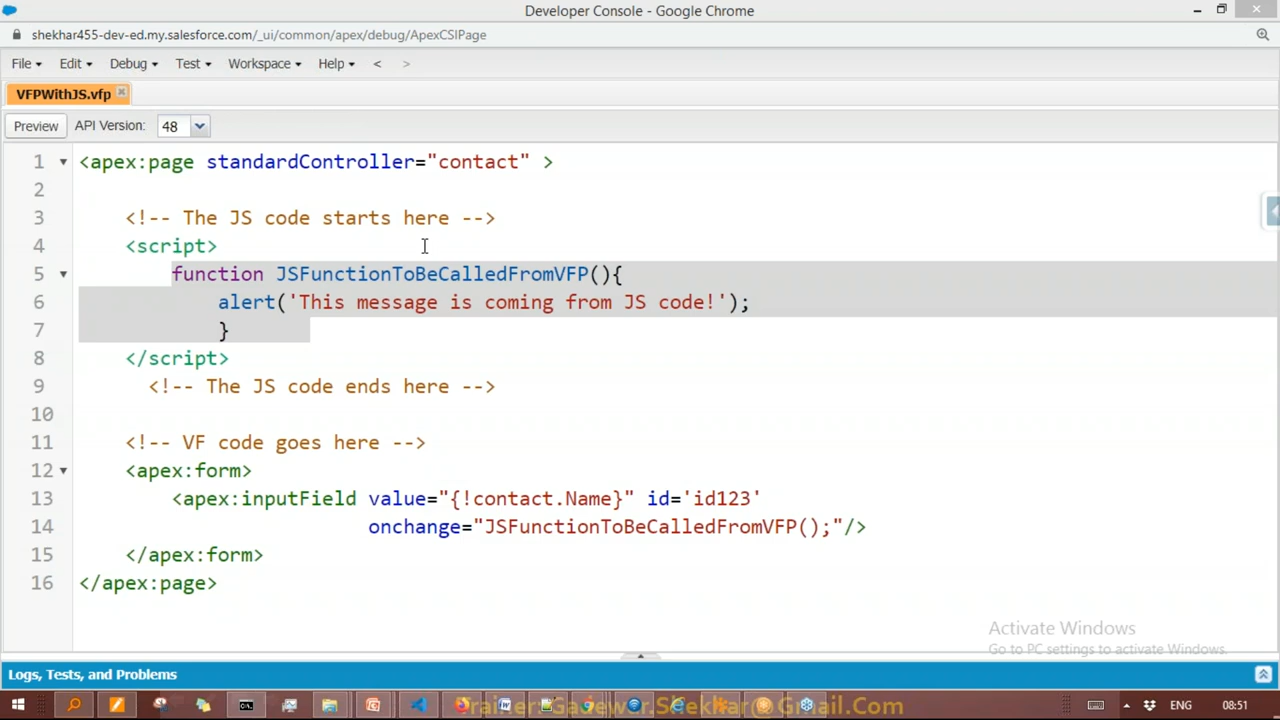 Developer Console - Google Chrome
shekhar455-dev-ed.my.salesforce.com/_ui/common/apex/debug/ApexCSIPage
File Edit Debug Test Workspace Help < >
VFPWithJS.vfp
Preview API Version: 48
1 <apex:page standardController="contact" >
2
3 <!-- The JS code starts here -->
4 <script>
5 function JSFunctionToBeCalledFromVFP(){
6 alert('This message is coming from JS code!');
7 }
8 </script>
9 <!-- The JS code ends here -->
10
11 <!-- VF code goes here -->
12 <apex:form>
13 <apex:inputField value="{!contact.Name}" id='id123'
14 onchange="JSFunctionToBeCalledFromVFP();"/>
15 </apex:form>
16 </apex:page>
Activate Windows
Go to PC settings to activate Windows.
Logs, Tests, and Problems
Trainer: Gadewar.Shekhar@Gmail.Com
ENG 08:51